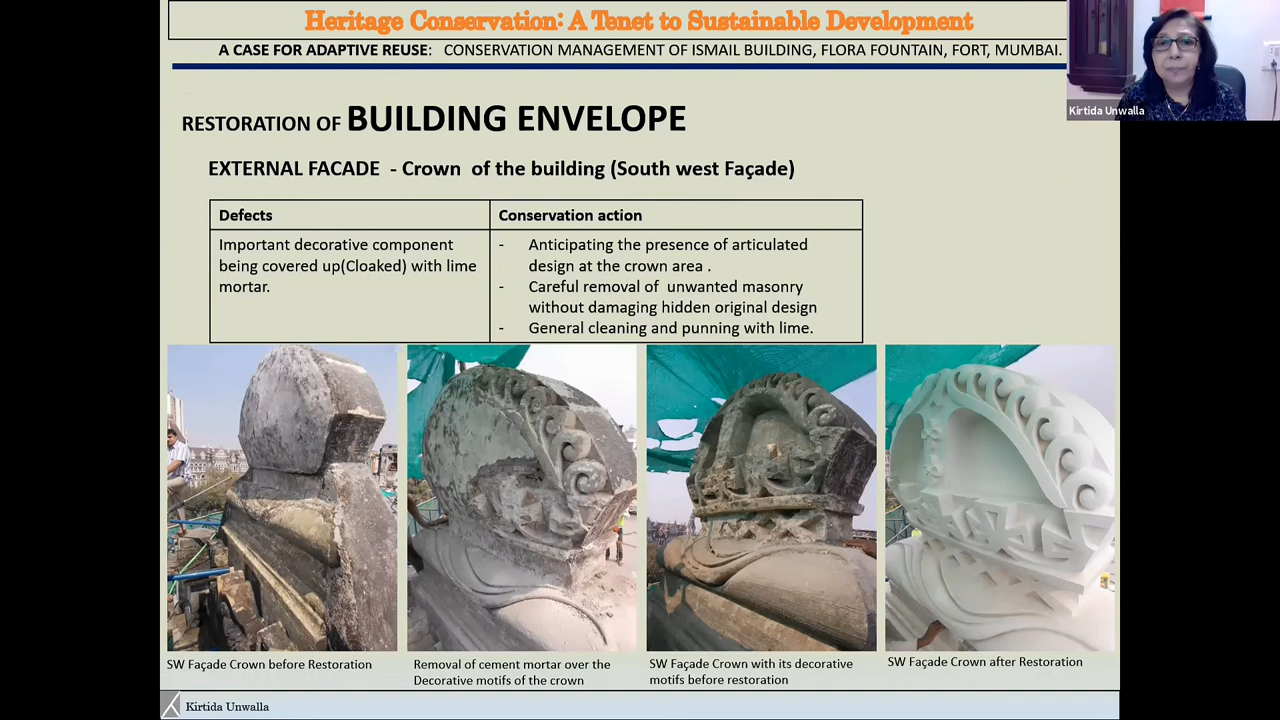 Heritage Conservation: A Tenet to Sustainable Development
A CASE FOR ADAPTIVE REUSE: CONSERVATION MANAGEMENT OF ISMAIL BUILDING, FLORA FOUNTAIN, FORT, MUMBAI.
Kirtida Unwalla
RESTORATION OF BUILDING ENVELOPE
EXTERNAL FACADE - Crown of the building (South west Façade)
Defects
Important decorative component
being covered up(Cloaked) with lime
mortar.
Conservation action
- Anticipating the presence of articulated
design at the crown area .
- Careful removal of unwanted masonry
without damaging hidden original design
- General cleaning and punning with lime.
SW Façade Crown before Restoration
Removal of cement mortar over the
Decorative motifs of the crown
SW Façade Crown with its decorative
motifs before restoration
SW Façade Crown after Restoration
Kirtida Unwalla